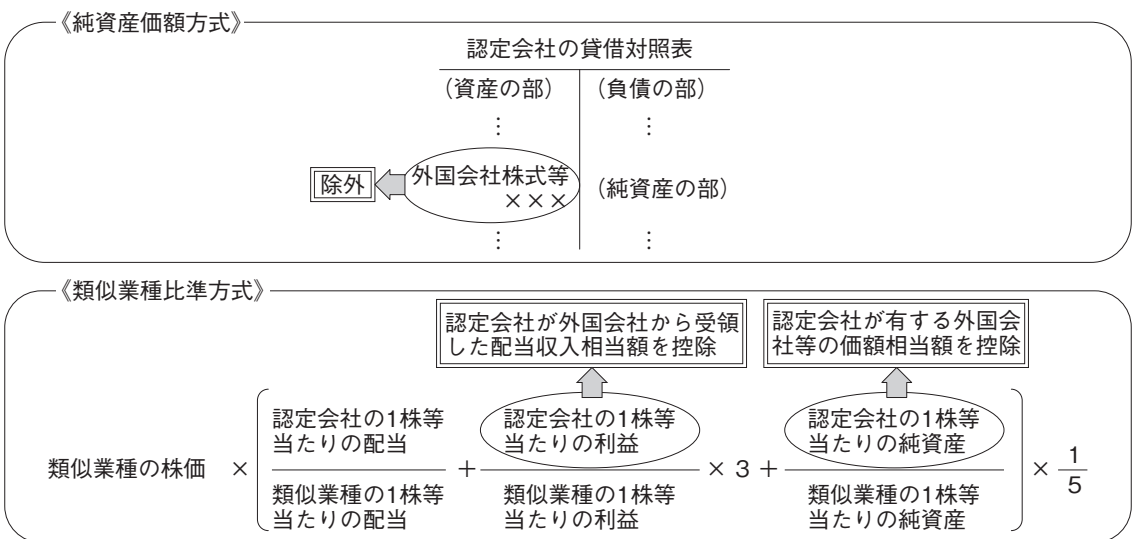 《純資産価額方式》
認定会社の貸借対照表
(資産の部) (負債の部)
⋮ ⋮
除外 外国会社株式等
×××
(純資産の部)
⋮ ⋮
《類似業種比準方式》
認定会社が外国会社から受領
した配当収入相当額を控除
認定会社が有する外国会
社等の価額相当額を控除
類似業種の株価 ×
認定会社の1株等
当たりの配当
類似業種の1株等
当たりの配当
+
認定会社の1株等
当たりの利益
類似業種の1株等
当たりの利益
× 3 +
認定会社の1株等
当たりの純資産
類似業種の1株等
当たりの純資産
× 1
5